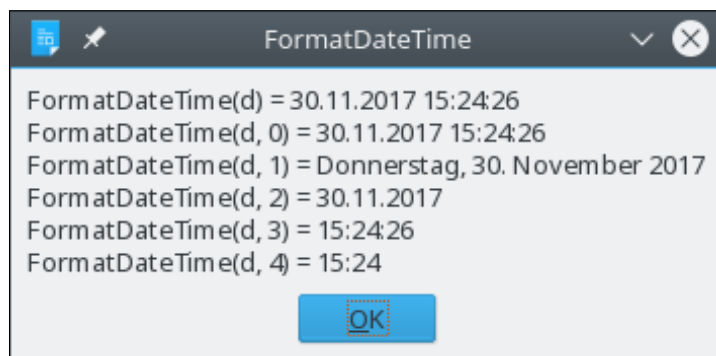 FormatDateTime
FormatDateTime(d) = 30.11.2017 15:24:26
FormatDateTime(d, 0) = 30.11.2017 15:24:26
FormatDateTime(d, 1) = Donnerstag, 30. November 2017
FormatDateTime(d, 2) = 30.11.2017
FormatDateTime(d, 3) = 15:24:26
FormatDateTime(d, 4) = 15:24
OK